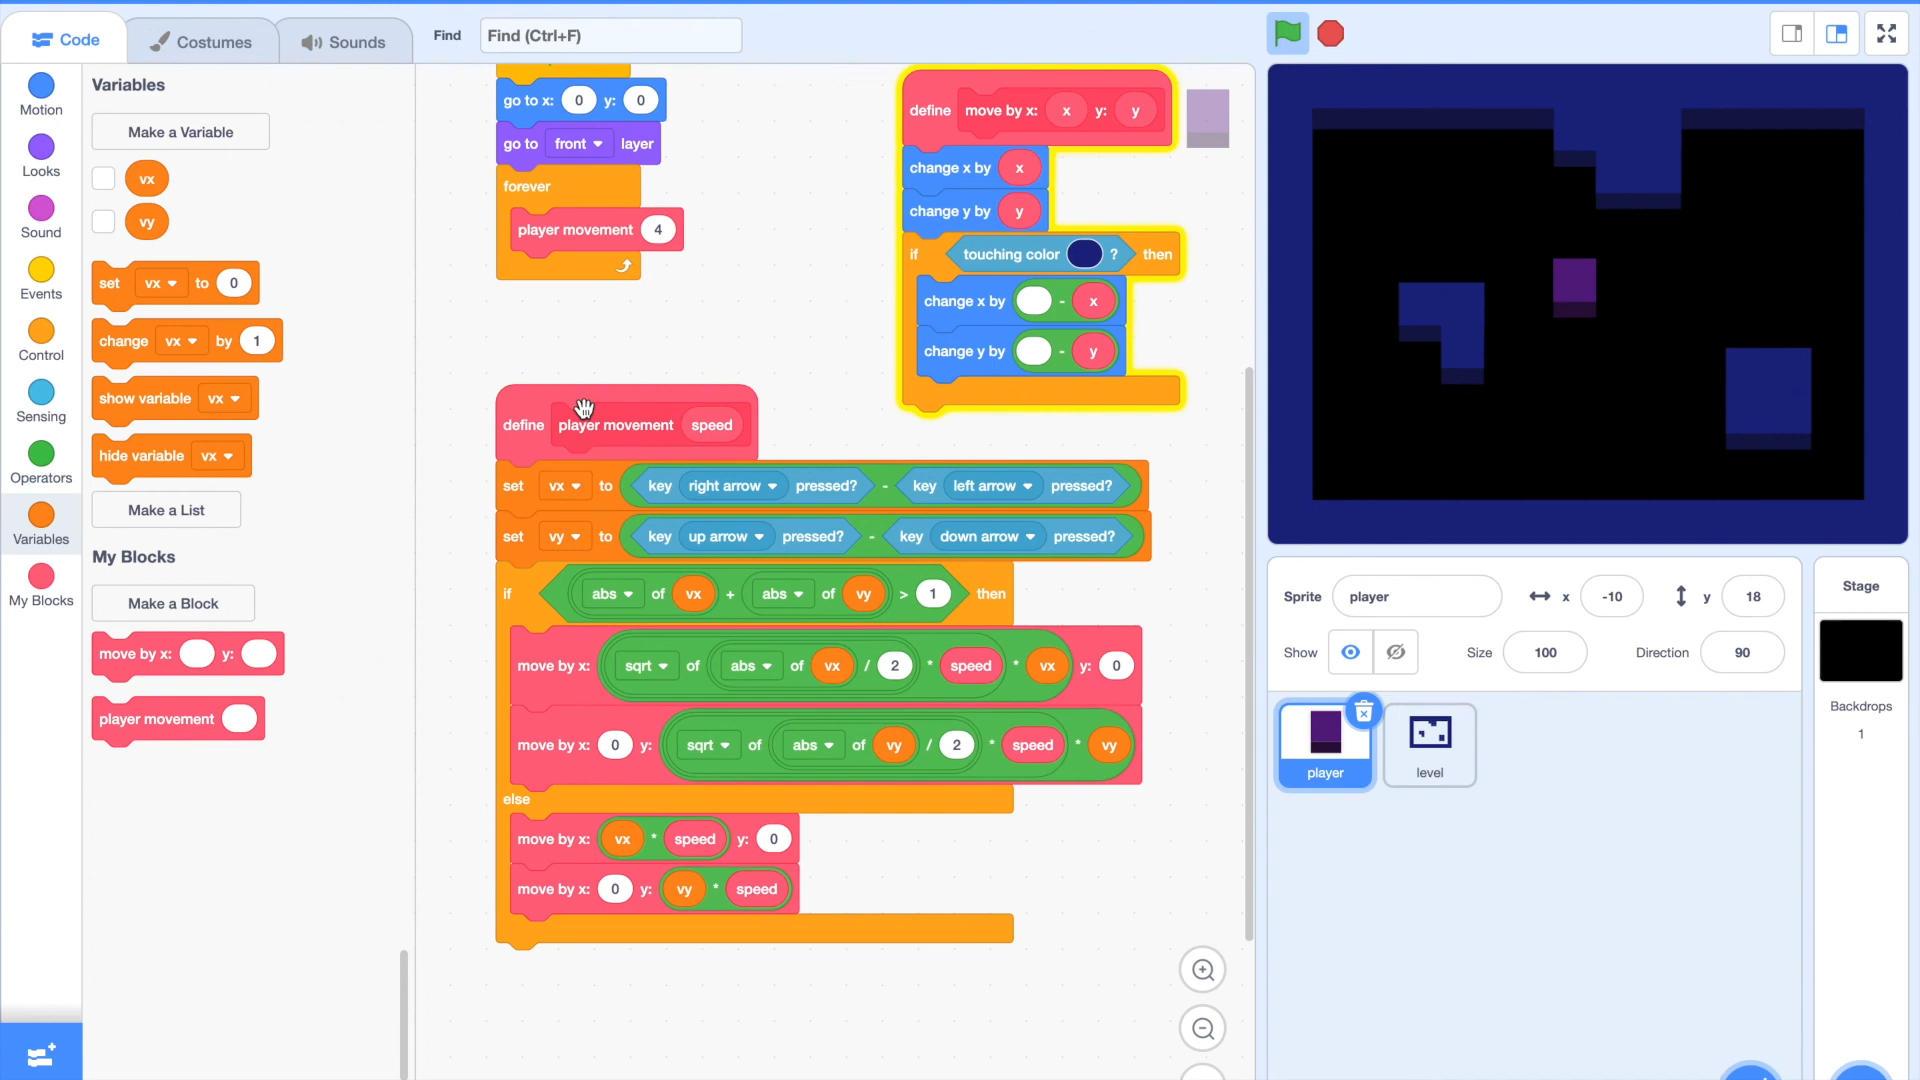 Code
Costumes
Sounds
Find
Find (Ctrl+F)
Motion
Looks
Sound
Events
Control
Sensing
Operators
Variables
My Blocks
Variables
Make a Variable
vx
vy
set vx to 0
change vx by 1
show variable vx
hide variable vx
Make a List
My Blocks
Make a Block
move by x: y:
player movement
go to x: 0 y: 0
go to front layer
forever
player movement 4
define move by x: x y: y
change x by x
change y by y
if touching color ? then
change x by - x
change y by - y
define player movement speed
set vx to key right arrow pressed? - key left arrow pressed?
set vy to key up arrow pressed? - key down arrow pressed?
if abs of vx + abs of vy > 1 then
move by x: sqrt of abs of vx / 2 * speed * vx y: 0
move by x: 0 y: sqrt of abs of vy / 2 * speed * vy
else
move by x: vx * speed y: 0
move by x: 0 y: vy * speed
Sprite player x -10 y 18
Show Size 100 Direction 90
player
level
Stage
Backdrops
1